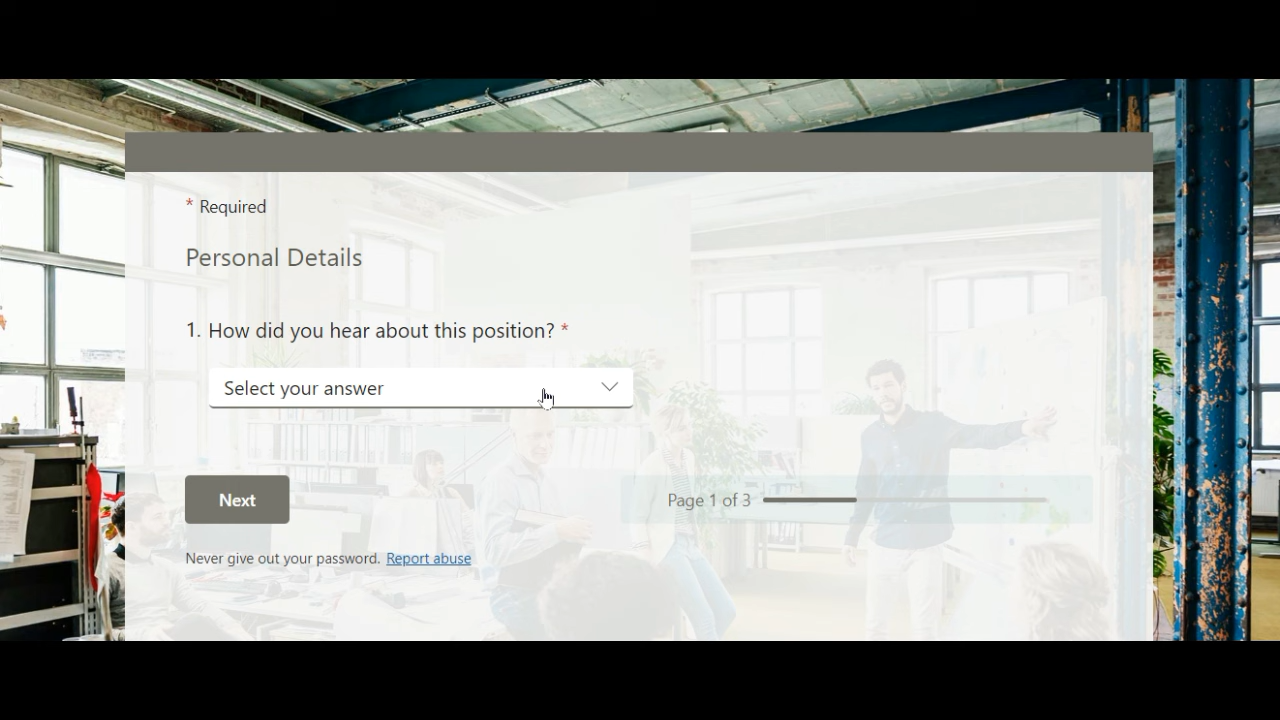 * Required
Personal Details
1. How did you hear about this position? *
Select your answer
Next
Page 1 of 3
Never give out your password. Report abuse